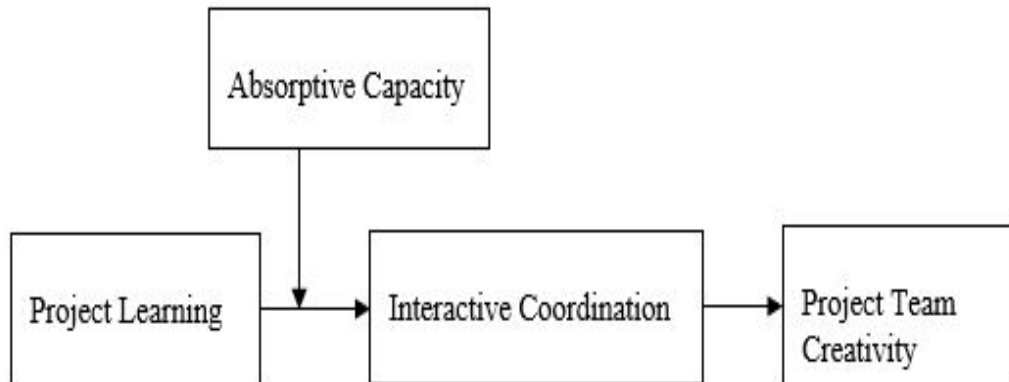 Absorptive Capacity
Project Learning
Interactive Coordination
Project Team
Creativity